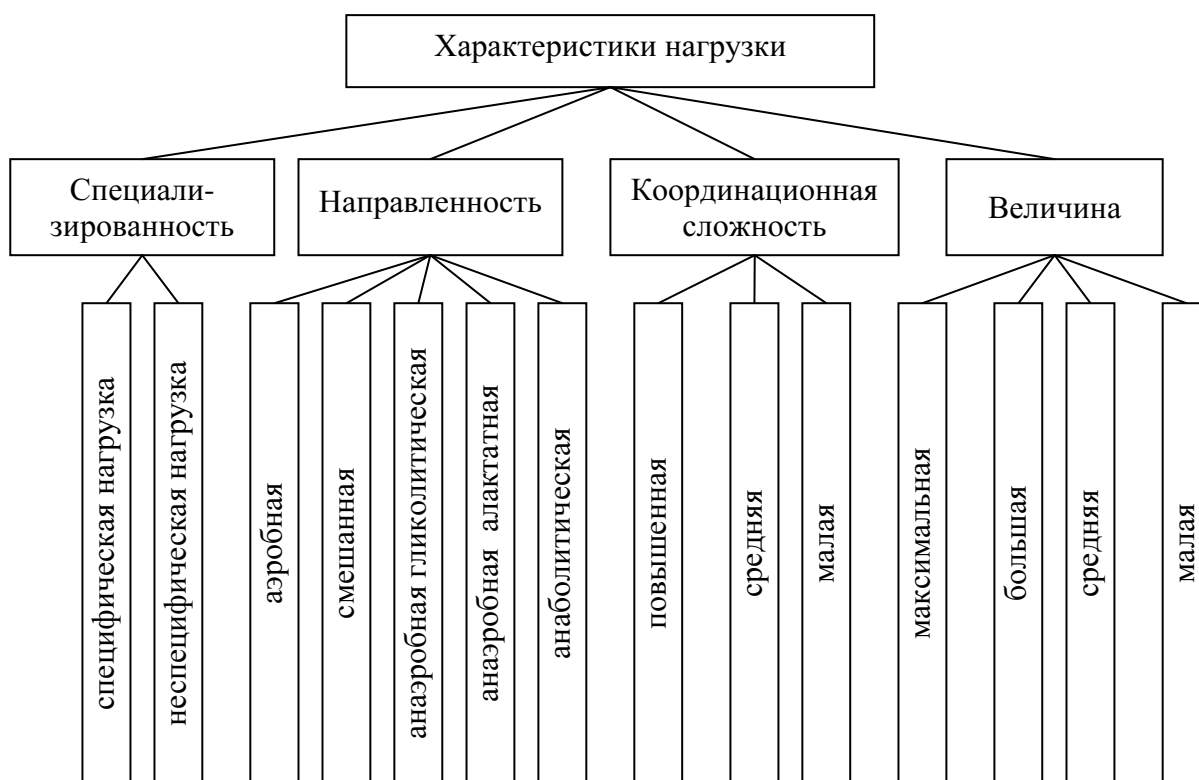 Характеристики нагрузки
Специали-
зированность
Направленность
Координационная
сложность
Величина
специфическая нагрузка
неспецифическая нагрузка
аэробная
смешанная
анаэробная гликолитическая
анаэробная алактатная
анаболитическая
повышенная
средняя
малая
максимальная
большая
средняя
малая